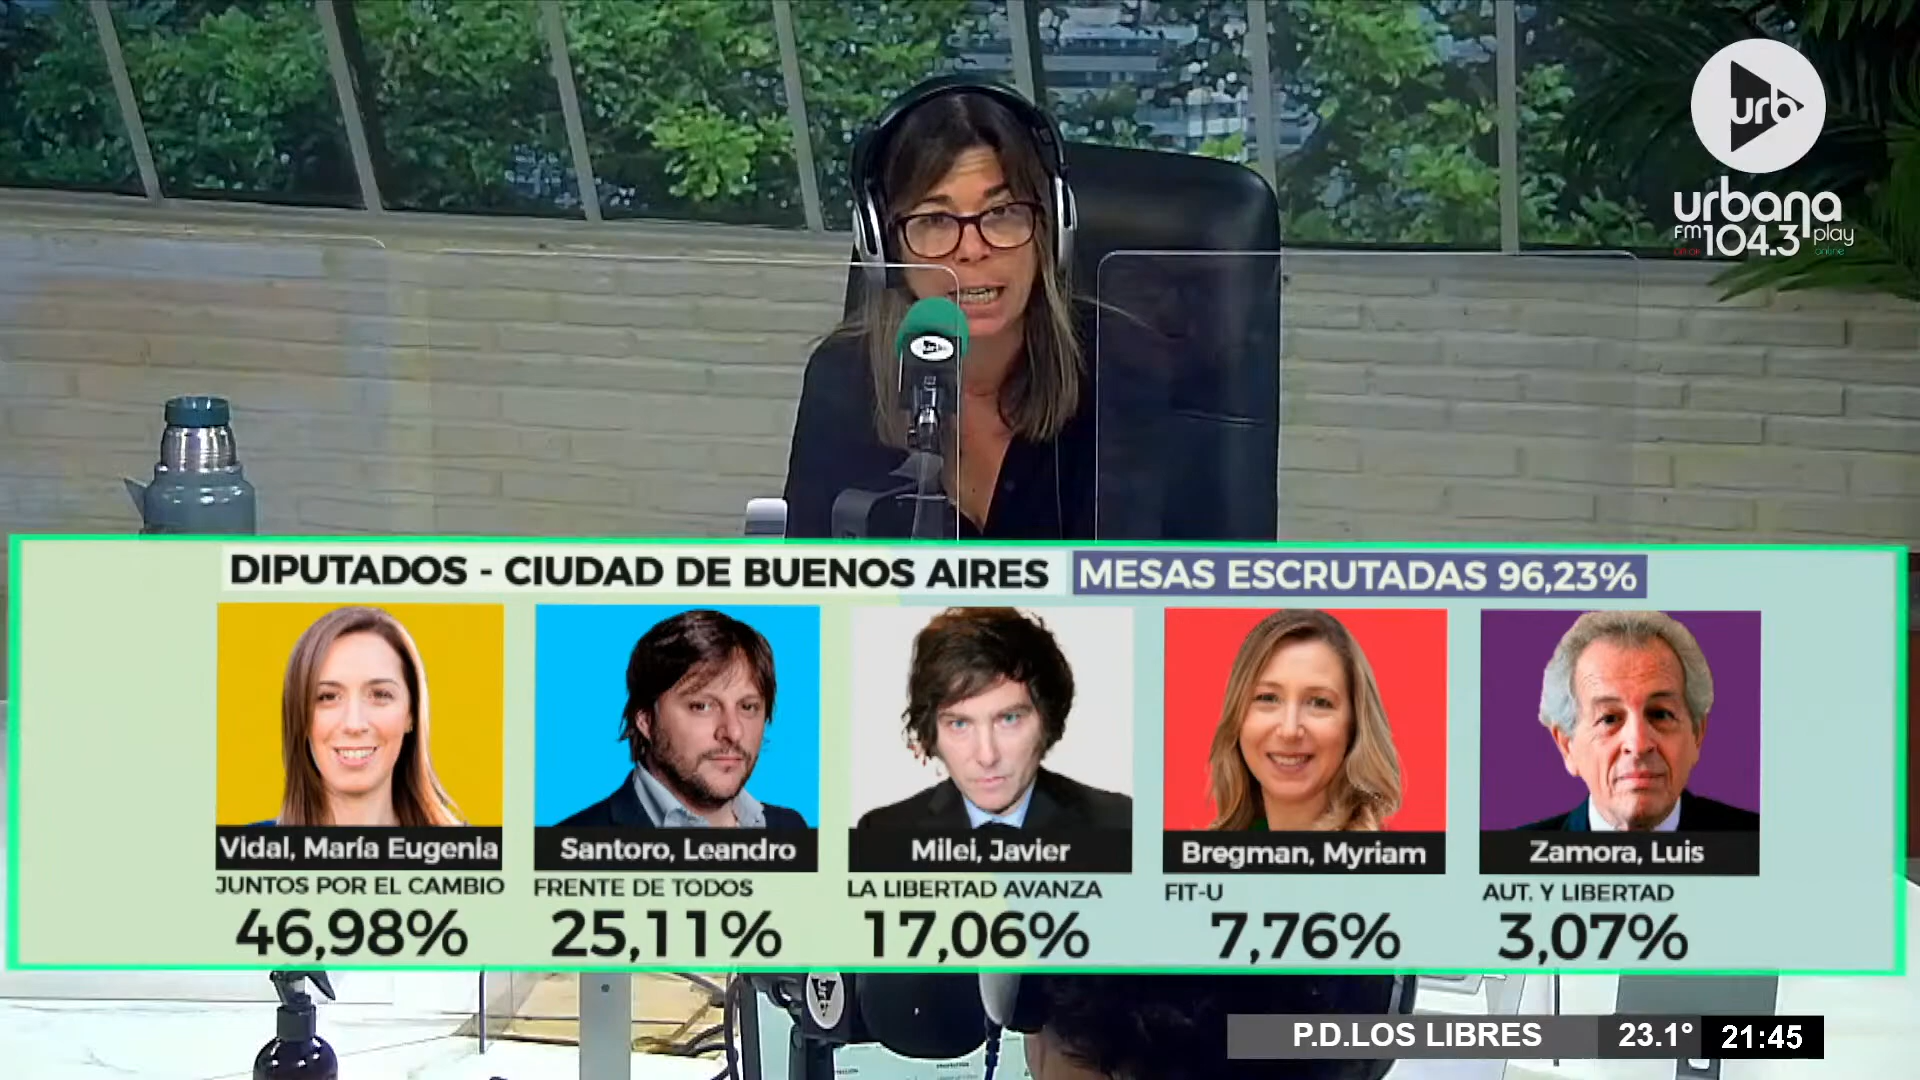 urb
urbana
FM 104.3 play
online
DIPUTADOS - CIUDAD DE BUENOS AIRES
MESAS ESCRUTADAS 96,23%
Vidal, María Eugenia
JUNTOS POR EL CAMBIO
46,98%
Santoro, Leandro
FRENTE DE TODOS
25,11%
Milei, Javier
LA LIBERTAD AVANZA
17,06%
Bregman, Myriam
FIT-U
7,76%
Zamora, Luis
AUT. Y LIBERTAD
3,07%
P.D.LOS LIBRES
23.1°
21:45